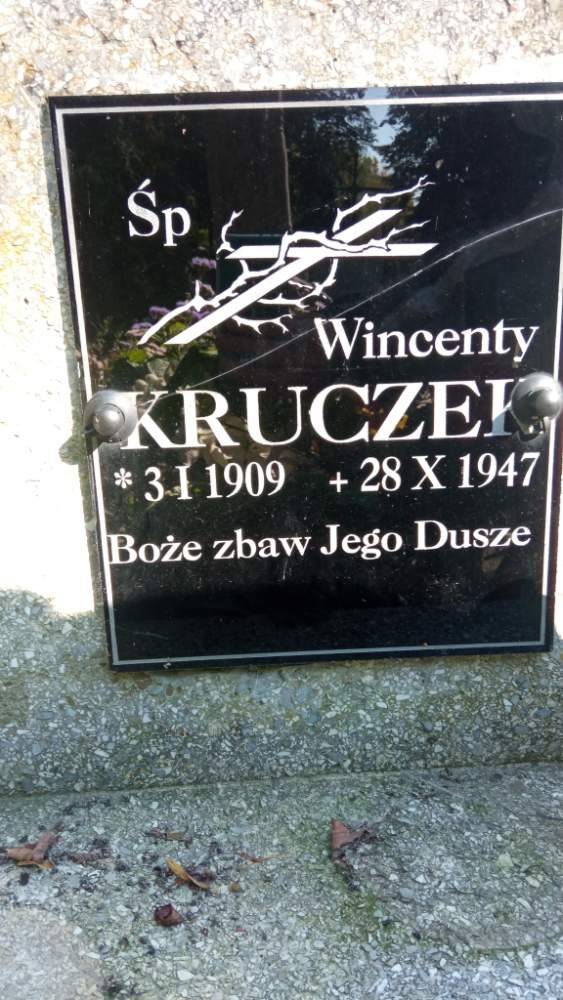 Śp
Wincenty
KRUCZEK
* 3 I 1909 + 28 X 1947
Boże zbaw Jego Dusze